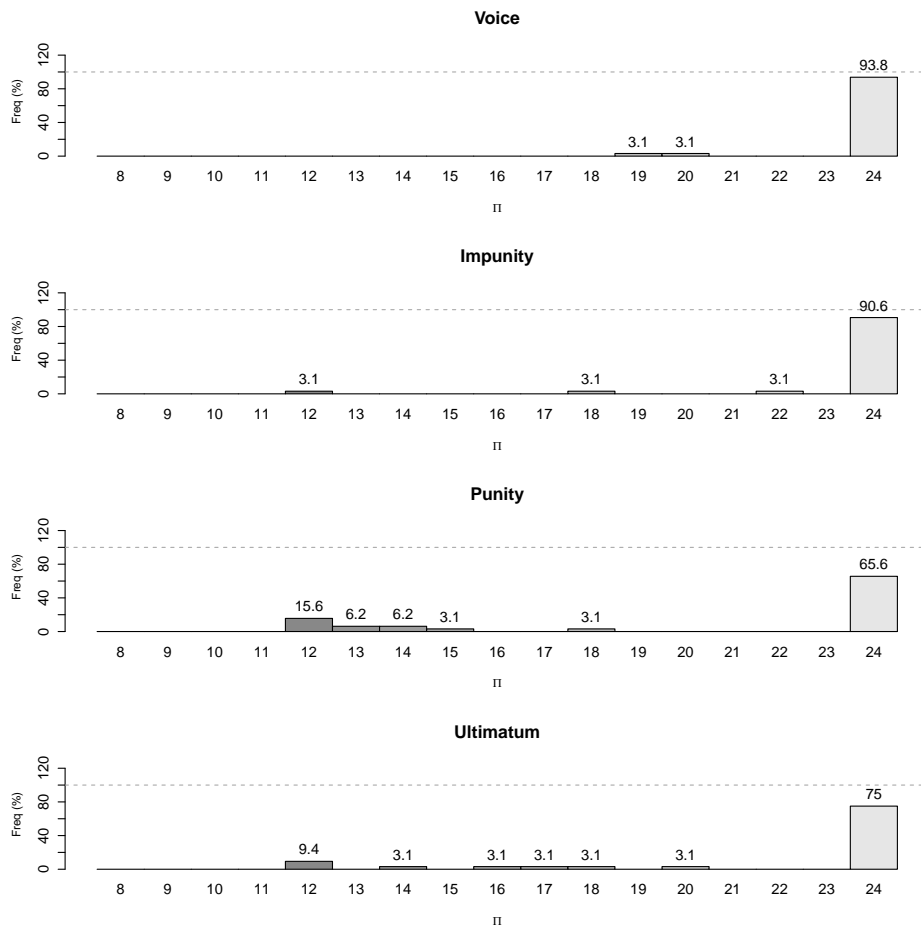 Voice
Freq (%)
0 40 80 120
93.8
3.1 3.1
8 9 10 11 12 13 14 15 16 17 18 19 20 21 22 23 24
Π
Impunity
Freq (%)
0 40 80 120
90.6
3.1 3.1 3.1
8 9 10 11 12 13 14 15 16 17 18 19 20 21 22 23 24
Π
Punity
Freq (%)
0 40 80 120
65.6
15.6 6.2 6.2 3.1 3.1
8 9 10 11 12 13 14 15 16 17 18 19 20 21 22 23 24
Π
Ultimatum
Freq (%)
0 40 80 120
75
9.4 3.1 3.1 3.1 3.1 3.1
8 9 10 11 12 13 14 15 16 17 18 19 20 21 22 23 24
Π